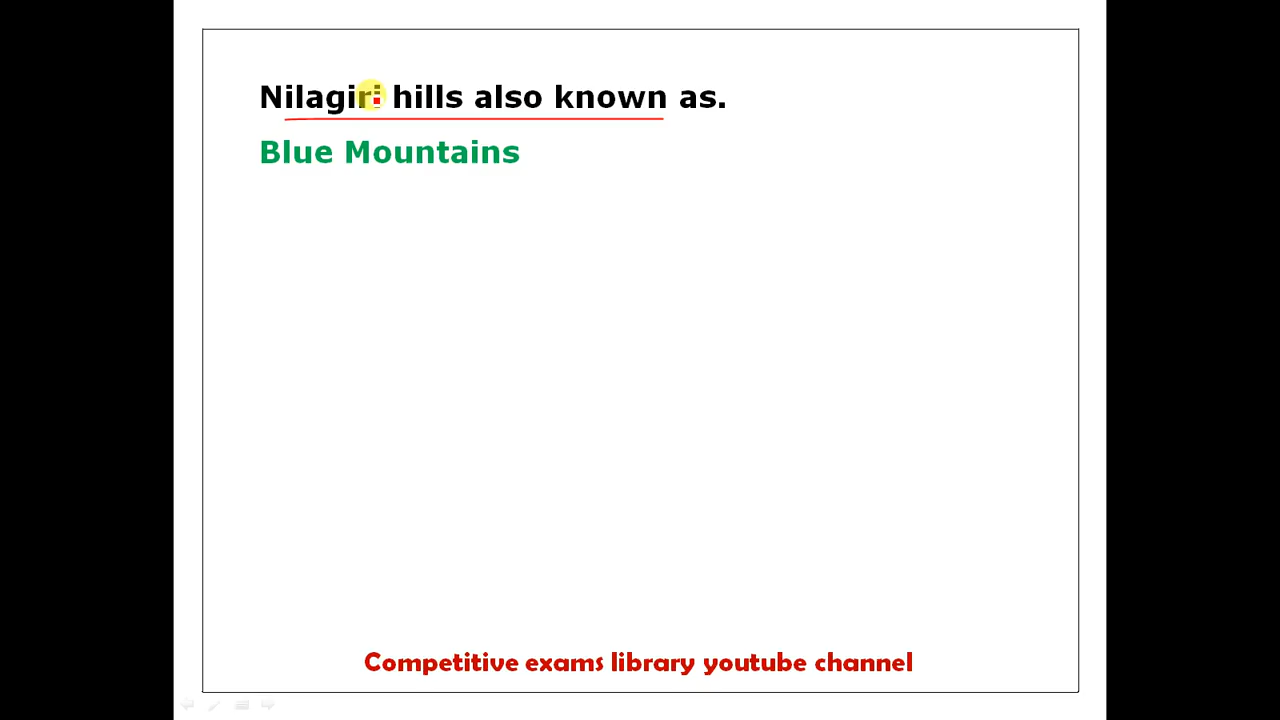 Nilagiri hills also known as.
Blue Mountains
Competitive exams library youtube channel